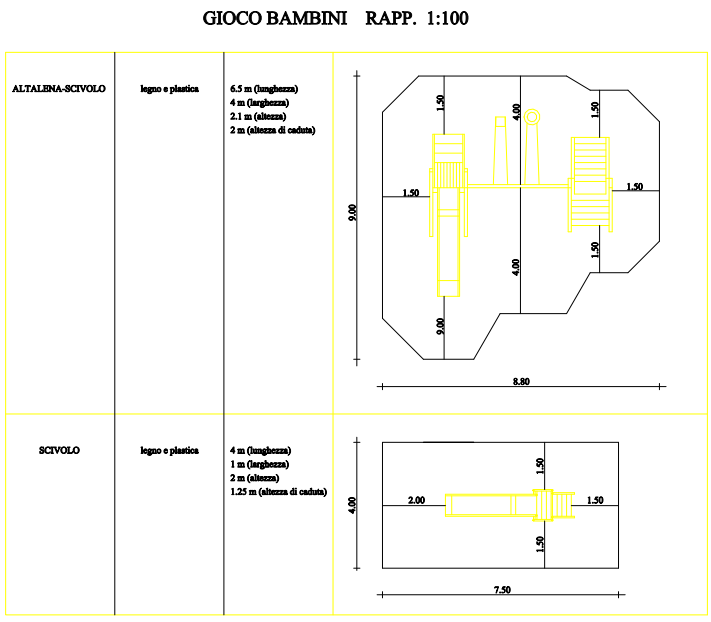 GIOCO BAMBINI RAPP. 1:100
ALTALENA-SCIVOLO
legno e plastica
6.5 m (lunghezza)
4 m (larghezza)
2.1 m (altezza)
2 m (altezza di caduta)
1.50
4.00
1.50
1.50
1.50
9.00
1.50
4.00
9.00
8.80
SCIVOLO
legno e plastica
4 m (lunghezza)
1 m (larghezza)
2 m (altezza)
1.25 m (altezza di caduta)
1.50
2.00
1.50
4.00
1.50
7.50